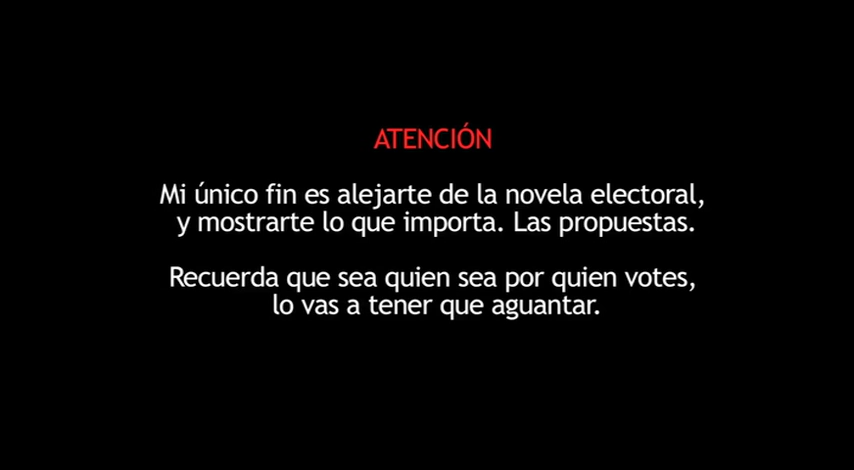 ATENCIÓN
Mi único fin es alejarte de la novela electoral,
y mostrarte lo que importa. Las propuestas.
Recuerda que sea quien sea por quien votes,
lo vas a tener que aguantar.